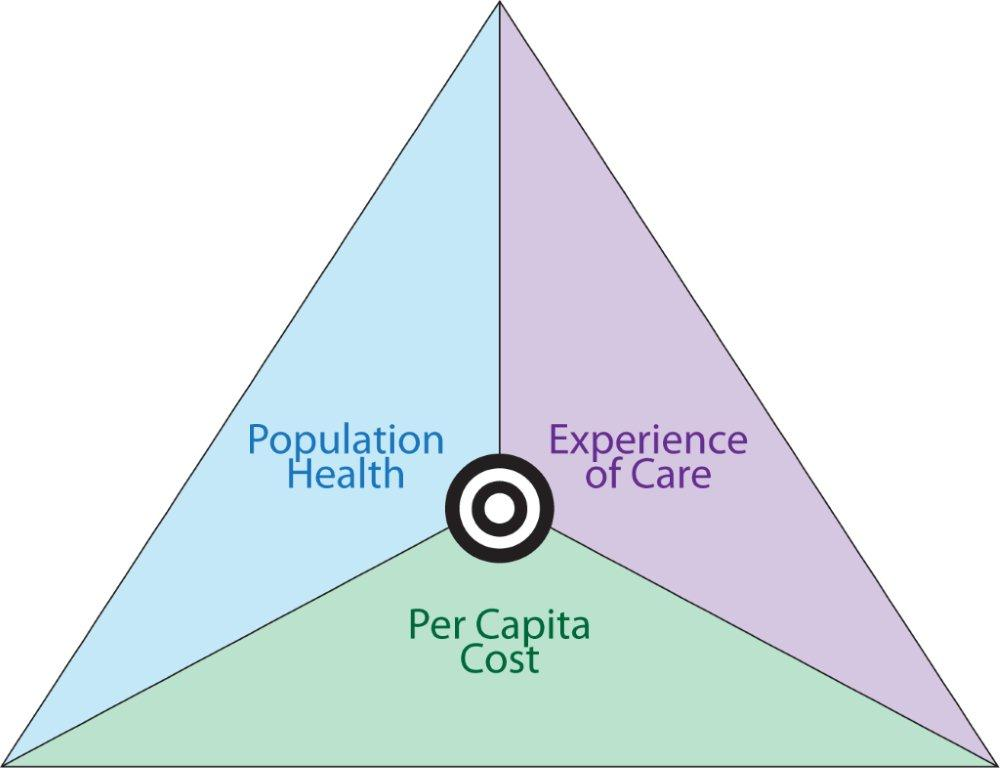 Population
Health
Experience
of Care
Per Capita
Cost